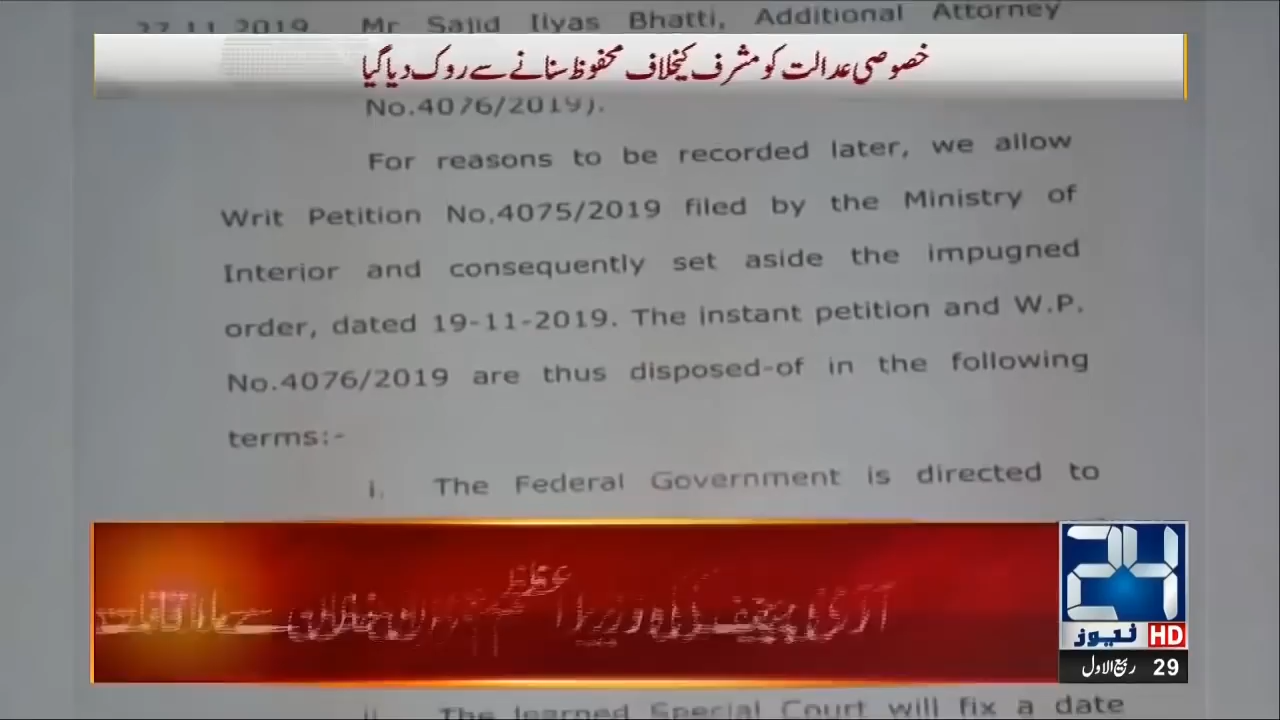 27 11 2019 Mr Sajid Ilyas Bhatti, Additional Attorney
خصوصی عدالت کو مشرف کیخلاف محفوظ سنانے سے روک دیا گیا
No.4076/2019).
For reasons to be recorded later, we allow
Writ Petition No.4075/2019 filed by the Ministry of
Interior and consequently set aside the impugned
order, dated 19-11-2019. The instant petition and W.P.
No.4076/2019 are thus disposed-of in the following
terms:-
i. The Federal Government is directed to
24
نیوز HD
29 ربیع الاول
ii. The learned Special Court will fix a date